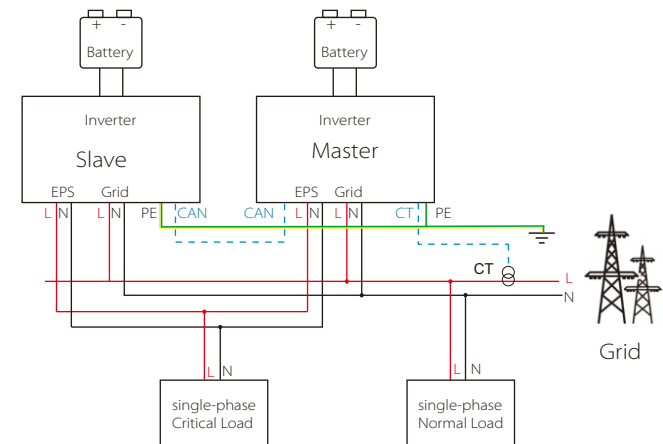 + -
Battery
+ -
Battery
Inverter
Slave
Inverter
Master
EPS Grid
EPS Grid
L N L N PE CAN
CAN L N L N CT PE
CT
L
N
Grid
L N
L N
single-phase
Critical Load
single-phase
Normal Load